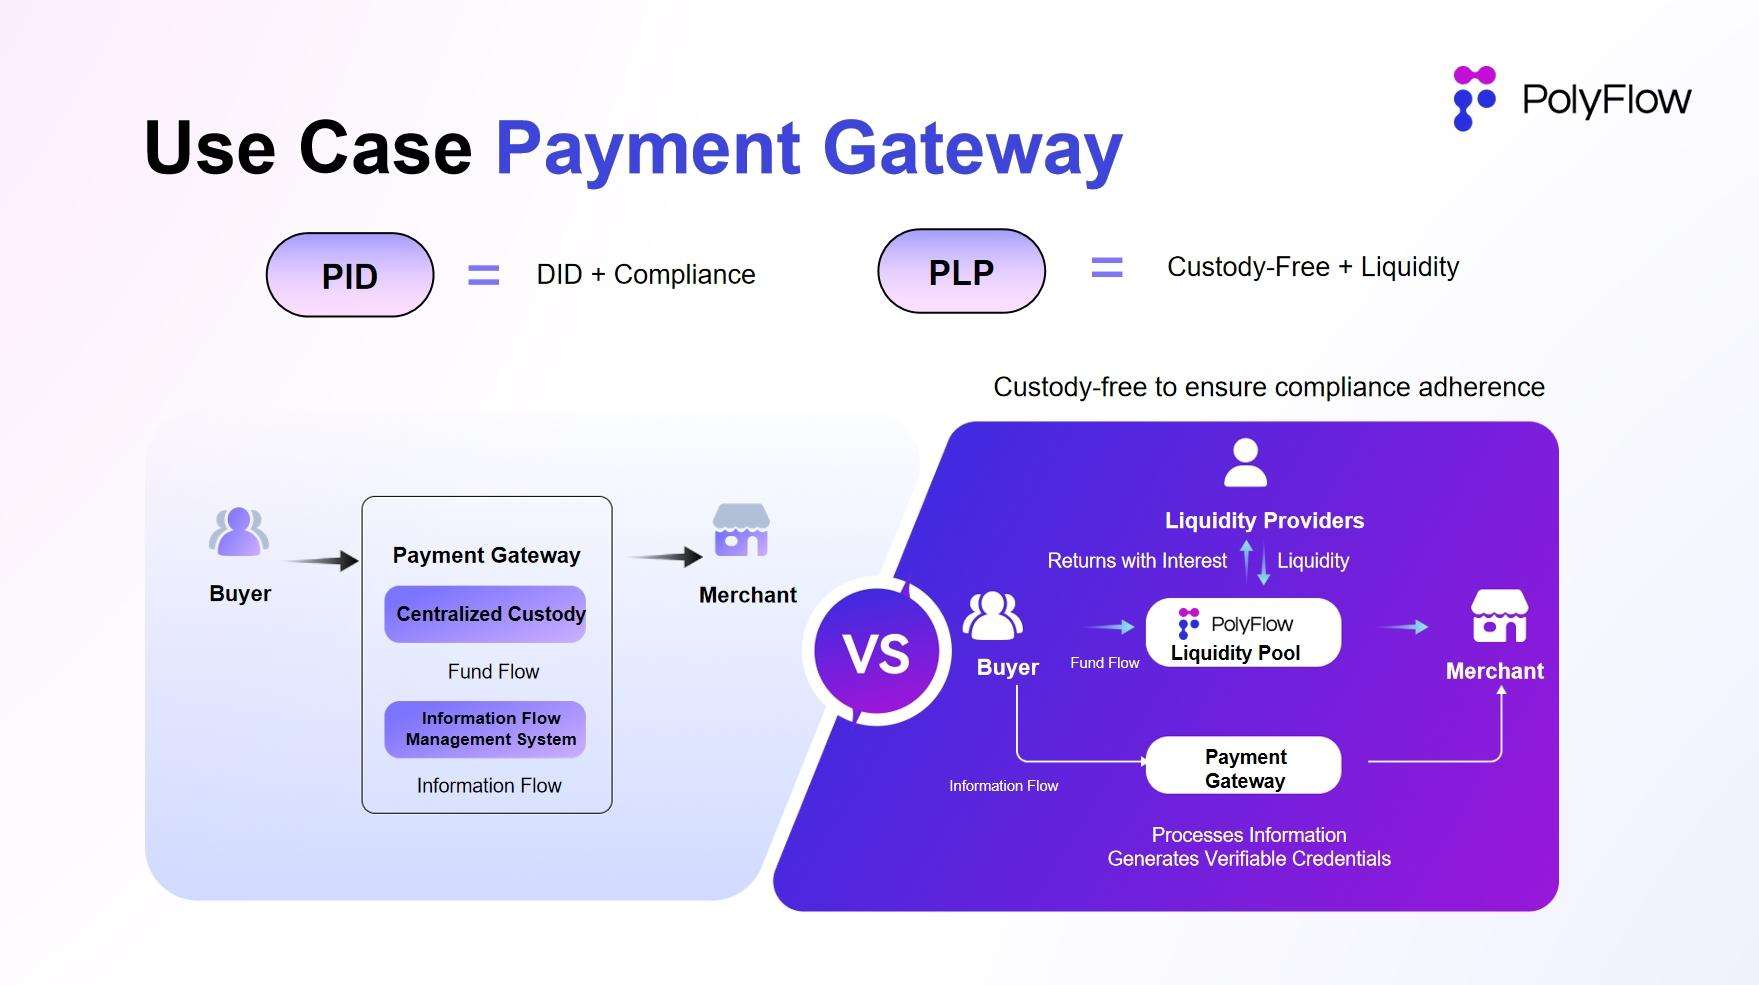 PolyFlow
Use Case Payment Gateway
PID = DID + Compliance
PLP = Custody-Free + Liquidity
Custody-free to ensure compliance adherence
Buyer
Payment Gateway
Centralized Custody
Fund Flow
Information Flow
Management System
Information Flow
Merchant
VS
Liquidity Providers
Returns with Interest
Liquidity
Buyer
Fund Flow
PolyFlow
Liquidity Pool
Merchant
Information Flow
Payment
Gateway
Processes Information
Generates Verifiable Credentials